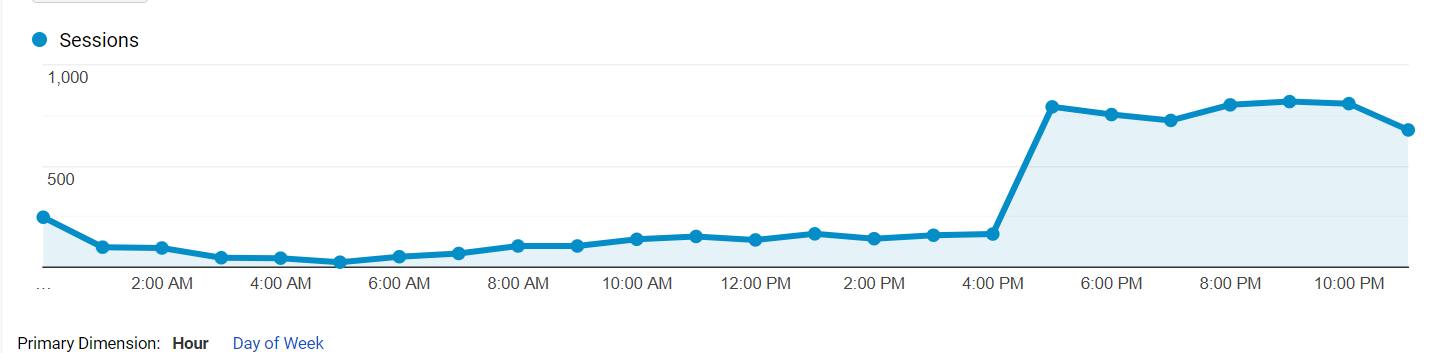 Sessions
1,000
500
... 2:00 AM 4:00 AM 6:00 AM 8:00 AM 10:00 AM 12:00 PM 2:00 PM 4:00 PM 6:00 PM 8:00 PM 10:00 PM
Primary Dimension: Hour Day of Week